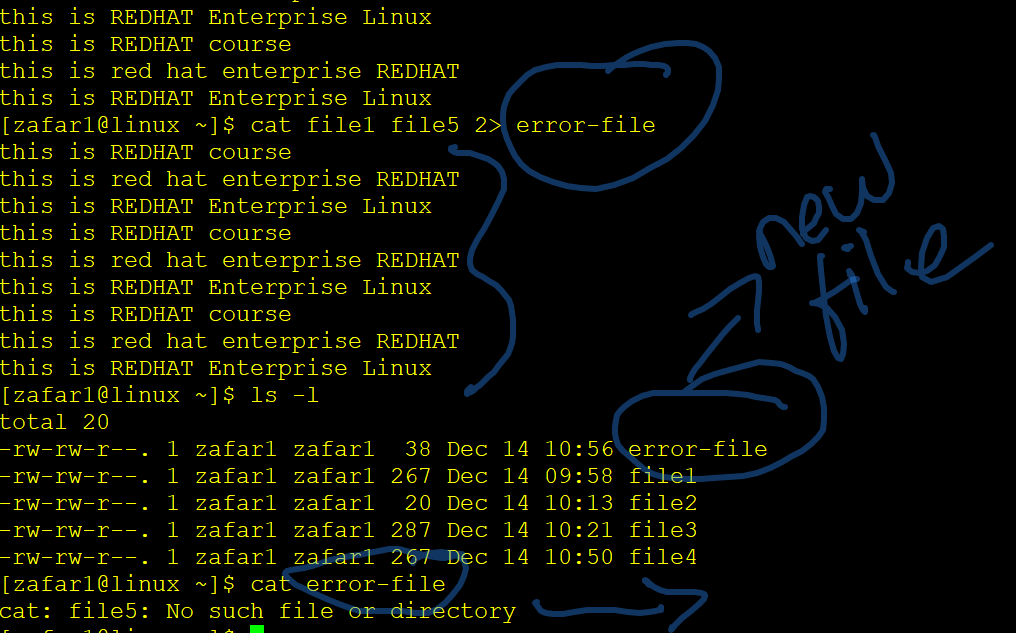 this is REDHAT Enterprise Linux
this is REDHAT course
this is red hat enterprise REDHAT
this is REDHAT Enterprise Linux
[zafar1@linux ~]$ cat file1 file5 2> error-file
this is REDHAT course
this is red hat enterprise REDHAT
this is REDHAT Enterprise Linux
this is REDHAT course
this is red hat enterprise REDHAT
this is REDHAT Enterprise Linux
this is REDHAT course
this is red hat enterprise REDHAT
this is REDHAT Enterprise Linux
[zafar1@linux ~]$ ls -l
total 20
-rw-rw-r--. 1 zafar1 zafar1  38 Dec 14 10:56 error-file
-rw-rw-r--. 1 zafar1 zafar1 267 Dec 14 09:58 file1
-rw-rw-r--. 1 zafar1 zafar1  20 Dec 14 10:13 file2
-rw-rw-r--. 1 zafar1 zafar1 287 Dec 14 10:21 file3
-rw-rw-r--. 1 zafar1 zafar1 267 Dec 14 10:50 file4
[zafar1@linux ~]$ cat error-file
cat: file5: No such file or directory
[zafar1@linux ~]$
new
file